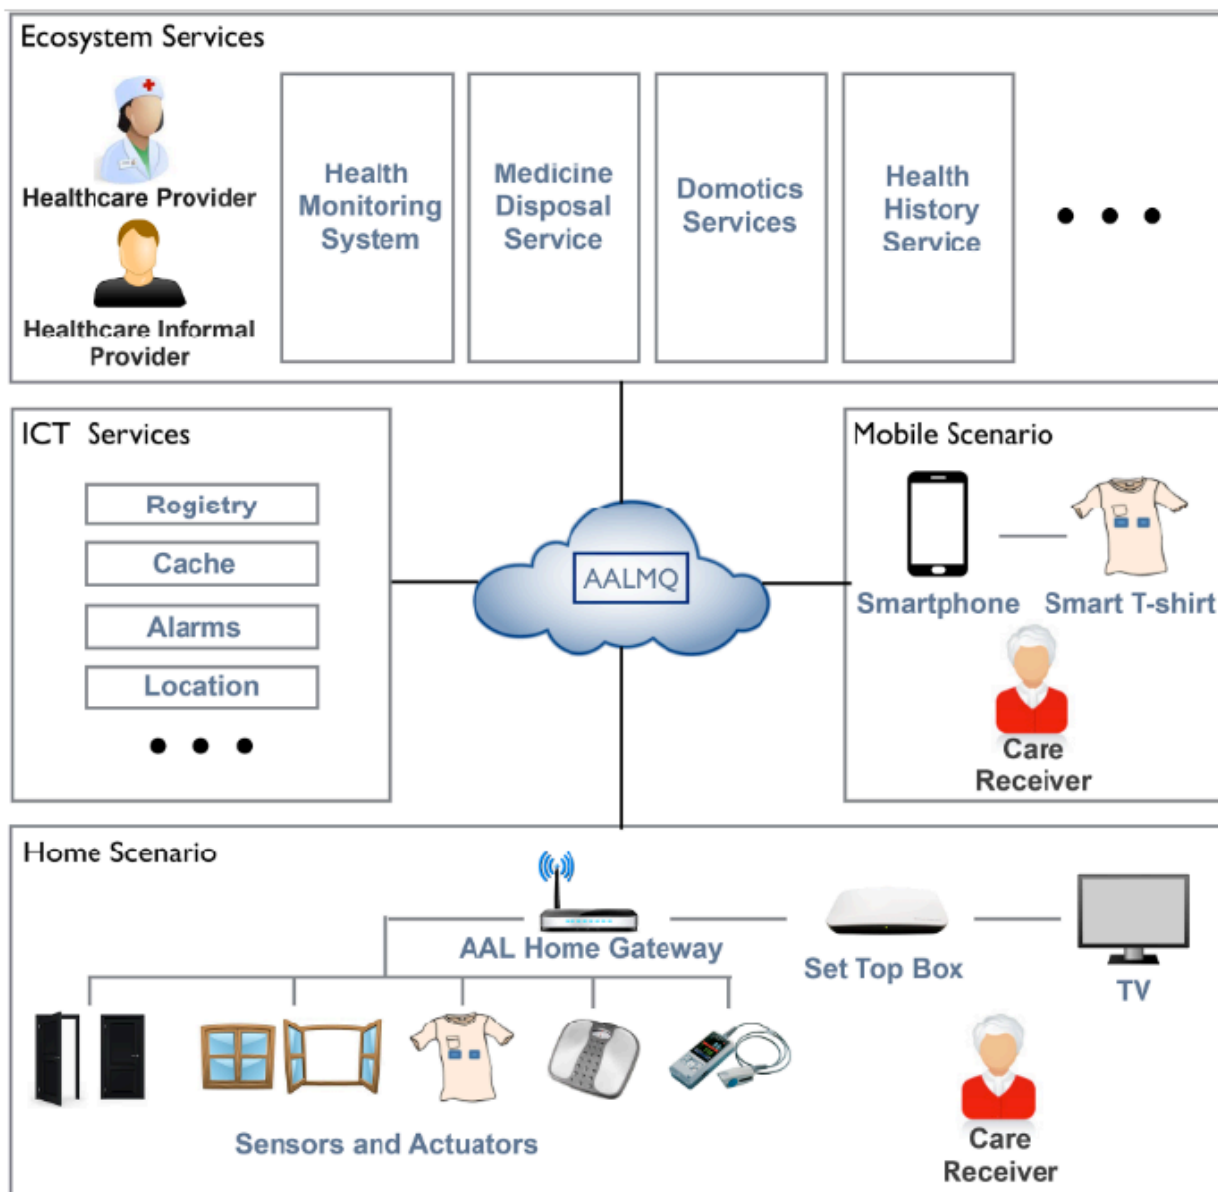 Ecosystem Services
Healthcare Provider
Healthcare Informal
Provider
Health
Monitoring
System
Medicine
Disposal
Service
Domotics
Services
Health
History
Service
ICT Services
Rogietry
Cache
Alarms
Location
AALMQ
Mobile Scenario
Smartphone
Smart T-shirt
Care
Receiver
Home Scenario
AAL Home Gateway
Set Top Box
TV
Sensors and Actuators
Care
Receiver